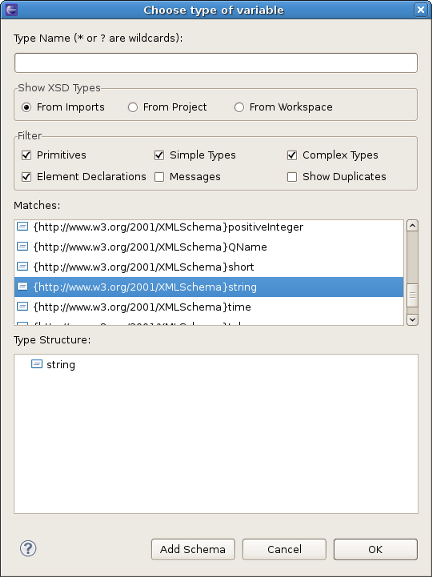 Choose type of variable
Type Name (* or ? are wildcards):
Show XSD Types
From Imports From Project From Workspace
Filter
Primitives Simple Types Complex Types
Element Declarations Messages Show Duplicates
Matches:
{http://www.w3.org/2001/XMLSchema}positiveInteger
{http://www.w3.org/2001/XMLSchema}QName
{http://www.w3.org/2001/XMLSchema}short
{http://www.w3.org/2001/XMLSchema}string
{http://www.w3.org/2001/XMLSchema}time
Type Structure:
string
? Add Schema Cancel OK